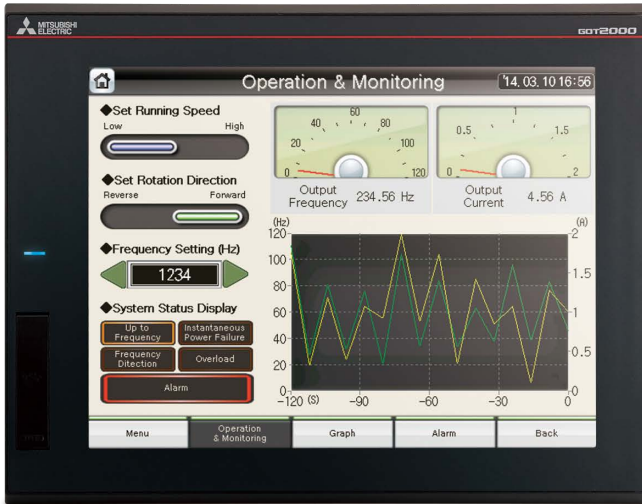 MITSUBISHI
ELECTRIC
GOT2000
Operation & Monitoring
'14. 03. 10 16:56
◆Set Running Speed
Low High
◆Set Rotation Direction
Reverse Forward
◆Frequency Setting (Hz)
1234
◆System Status Display
Up to
Frequency
Instantaneous
Power Failure
Frequency
Ditection
Overload
Alarm
0 20 40 60 80 100 120
Output
Frequency 234.56 Hz
0 0.5 1 1.5 2
Output
Current 4.56 A
(Hz) (A)
120 2
100
80 1.5
60 1
40 0.5
20
0 0
-120 (S) -90 -60 -30 0
Menu
Operation
& Monitoring
Graph
Alarm
Back